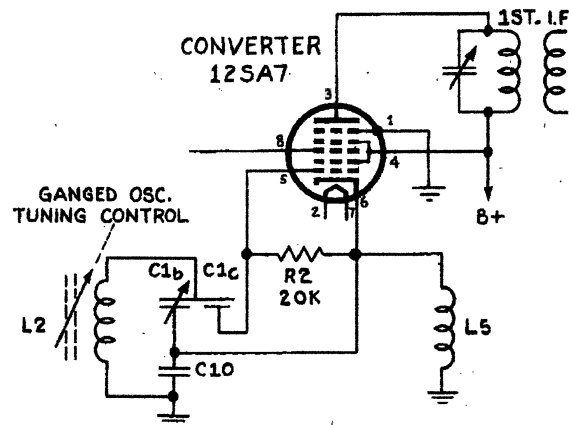 1ST. I.F
CONVERTER
12SA7
3
1
8
4
5
6
2
7
B+
GANGED OSC.
TUNING CONTROL
C1b
C1c
R2
20K
L2
L5
C10